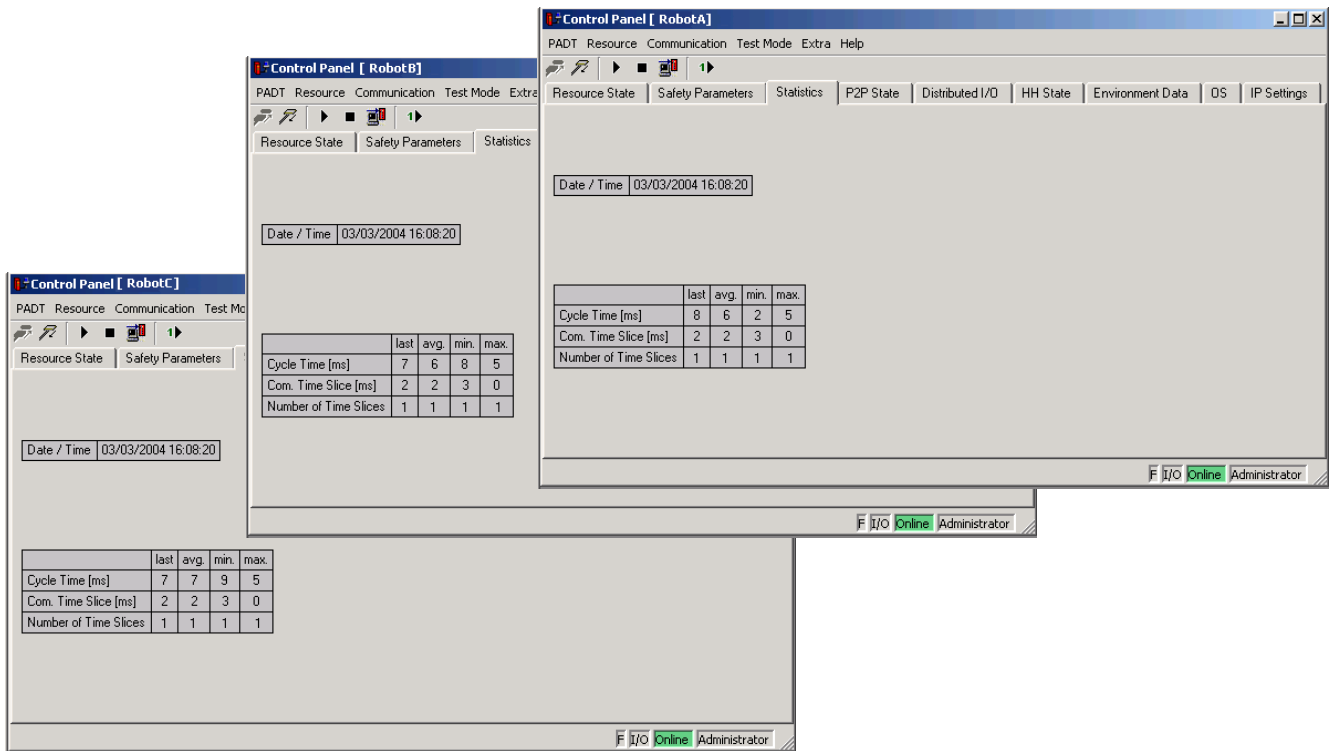 Control Panel [ RobotA]
PADT Resource Communication Test Mode Extra Help
1
Resource State Safety Parameters Statistics P2P State Distributed I/O HH State Environment Data OS IP Settings
Date / Time 03/03/2004 16:08:20
last avg. min. max.
Cycle Time [ms] 8 6 2 5
Com. Time Slice [ms] 2 2 3 0
Number of Time Slices 1 1 1 1
F I/O Online Administrator
Control Panel [ RobotB]
PADT Resource Communication Test Mode Extra
1
Resource State Safety Parameters Statistics
Date / Time 03/03/2004 16:08:20
last avg. min. max.
Cycle Time [ms] 7 6 8 5
Com. Time Slice [ms] 2 2 3 0
Number of Time Slices 1 1 1 1
F I/O Online Administrator
Control Panel [ RobotC]
PADT Resource Communication Test Mo
1
Resource State Safety Parameters
Date / Time 03/03/2004 16:08:20
last avg. min. max.
Cycle Time [ms] 7 7 9 5
Com. Time Slice [ms] 2 2 3 0
Number of Time Slices 1 1 1 1
F I/O Online Administrator